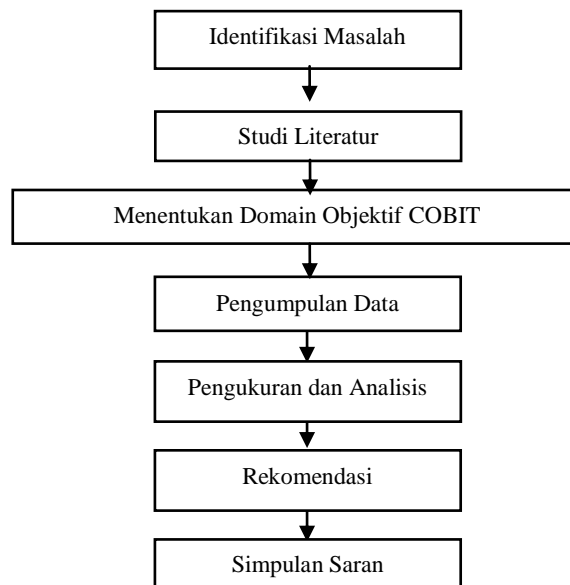 Identifikasi Masalah
Studi Literatur
Menentukan Domain Objektif COBIT
Pengumpulan Data
Pengukuran dan Analisis
Rekomendasi
Simpulan Saran